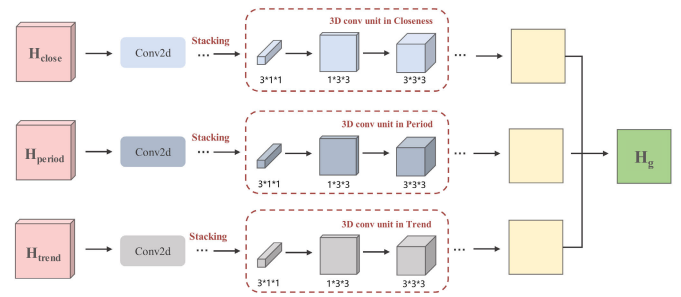 3D conv unit in Closeness
Stacking
H_close
Conv2d
...
...
3*1*1
1*3*3
3*3*3
3D conv unit in Period
Stacking
H_period
Conv2d
...
...
H_g
3*1*1
1*3*3
3*3*3
3D conv unit in Trend
Stacking
H_trend
Conv2d
...
...
3*1*1
1*3*3
3*3*3